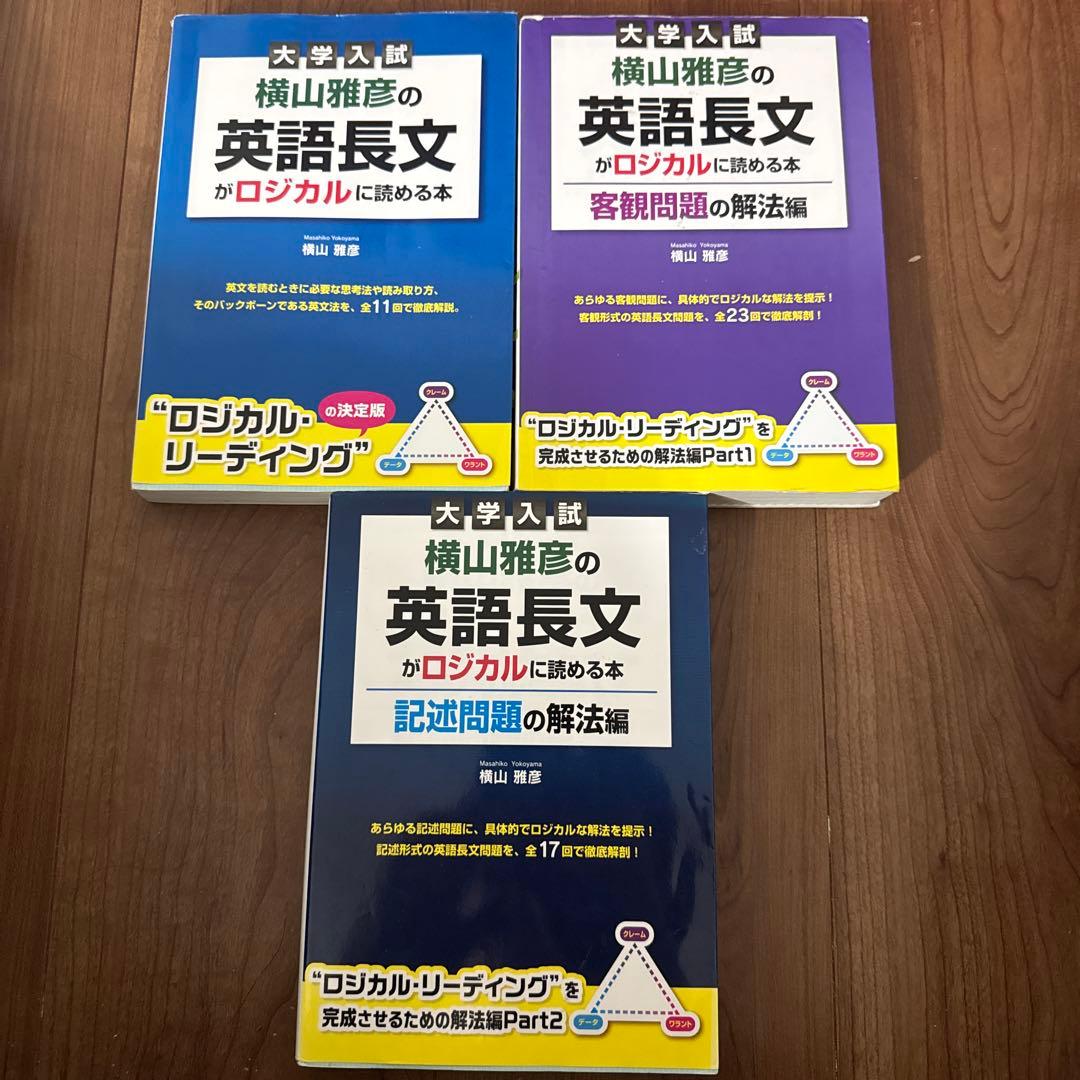 大学入試
横山雅彦の
英語長文
がロジカルに読める本
Masahiko Yokoyama
横山 雅彦
英文を読むときに必要な思考法や読み取り方、
そのバックボーンである英文法を、全11回で徹底解説。
“ロジカル・
リーディング”
の決定版
クレーム
データ
ワラント
大学入試
横山雅彦の
英語長文
がロジカルに読める本
客観問題の解法編
Masahiko Yokoyama
横山 雅彦
あらゆる客観問題に、具体的でロジカルな解法を提示！
客観形式の英語長文問題を、全23回で徹底解剖！
“ロジカル・リーディング”を
完成させるための解法編Part1
クレーム
データ
ワラント
大学入試
横山雅彦の
英語長文
がロジカルに読める本
記述問題の解法編
Masahiko Yokoyama
横山 雅彦
あらゆる記述問題に、具体的でロジカルな解法を提示！
記述形式の英語長文問題を、全17回で徹底解剖！
“ロジカル・リーディング”を
完成させるための解法編Part2
クレーム
データ
ワラント